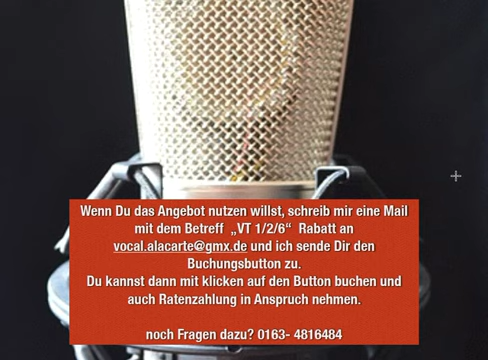 Wenn Du das Angebot nutzen willst, schreib mir eine Mail
mit dem Betreff „VT 1/2/6“ Rabatt an
vocal.alacarte@gmx.de und ich sende Dir den
Buchungsbutton zu.
Du kannst dann mit klicken auf den Button buchen und
auch Ratenzahlung in Anspruch nehmen.
noch Fragen dazu? 0163- 4816484